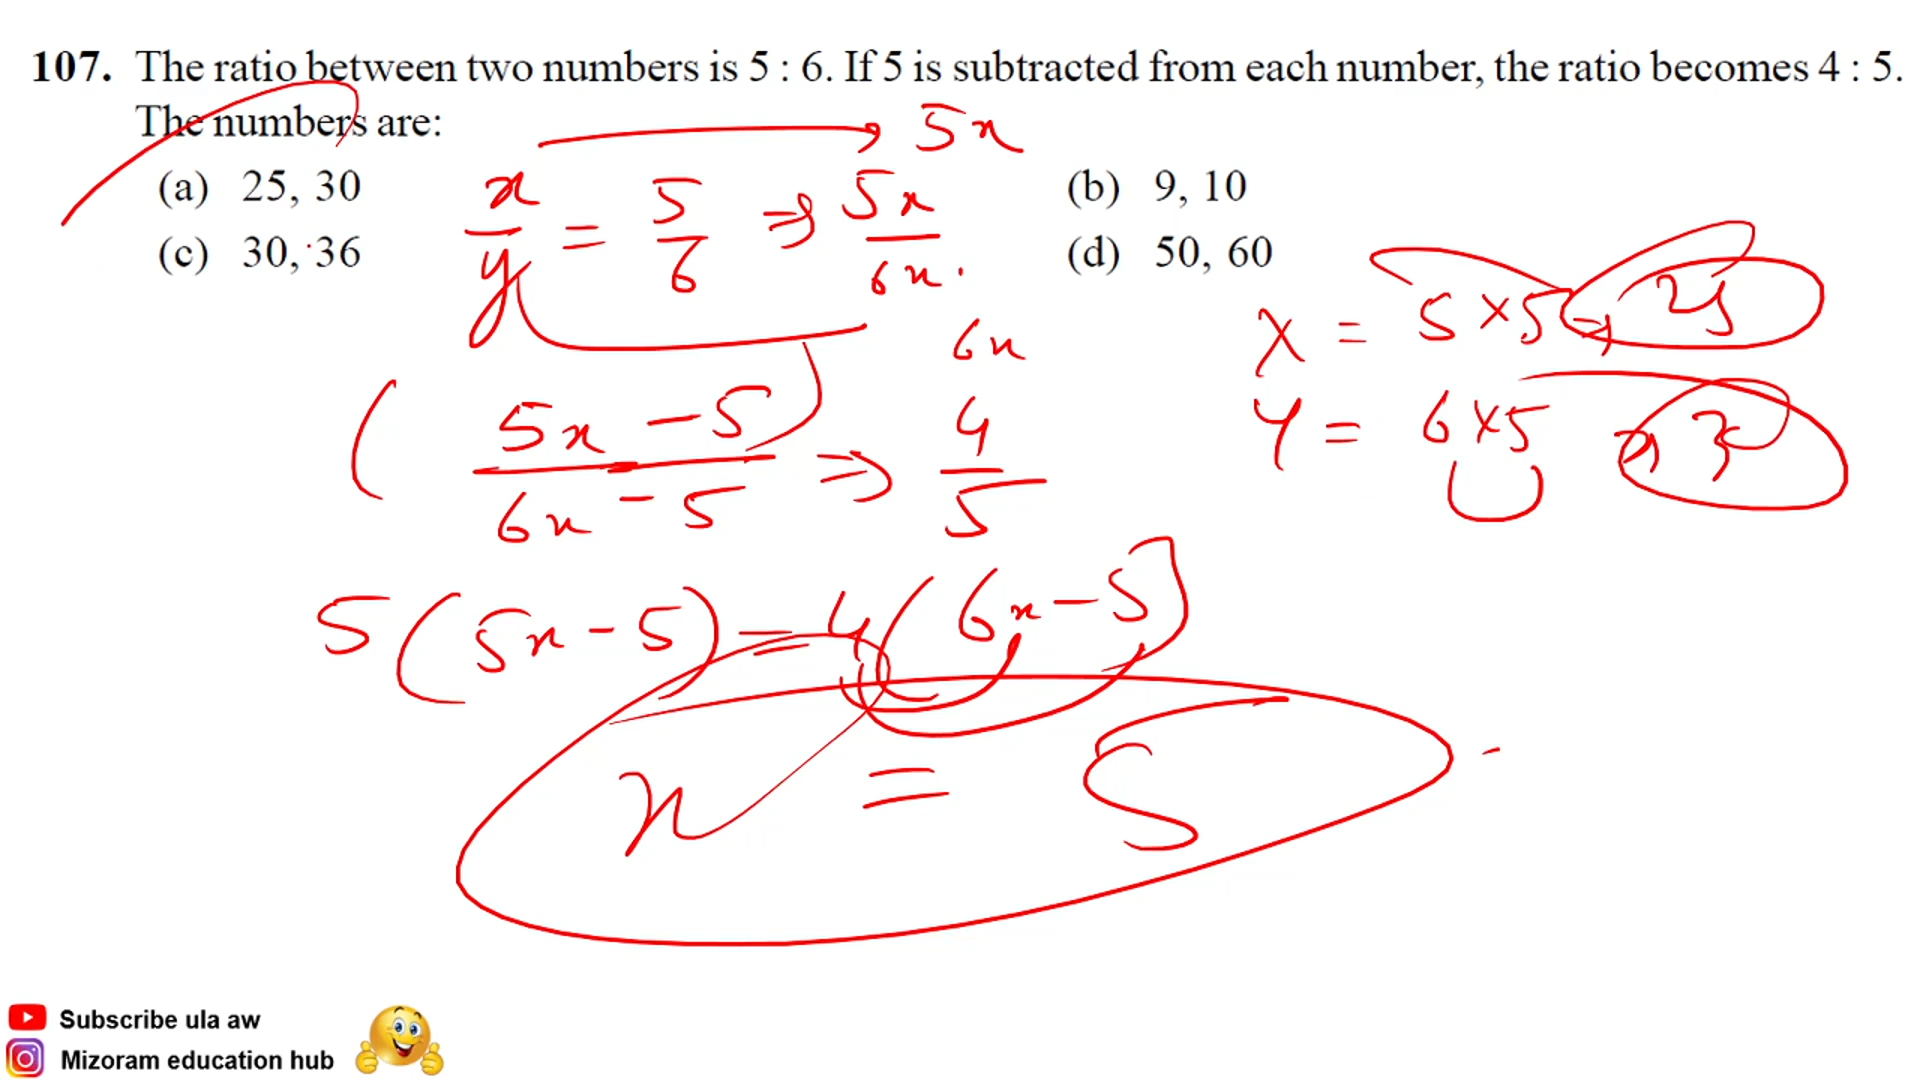 107. The ratio between two numbers is 5 : 6. If 5 is subtracted from each number, the ratio becomes 4 : 5.
The numbers are:
(a) 25, 30
(b) 9, 10
(c) 30, 36
(d) 50, 60
5x
x/y = 5/6 ⇒ 5x/6x
6x
(5x - 5)/(6x - 5) ⇒ 4/5
5(5x - 5) = 4(6x - 5)
x = 5
X = 5 × 5 → 25
Y = 6 × 5
Subscribe ula aw
Mizoram education hub